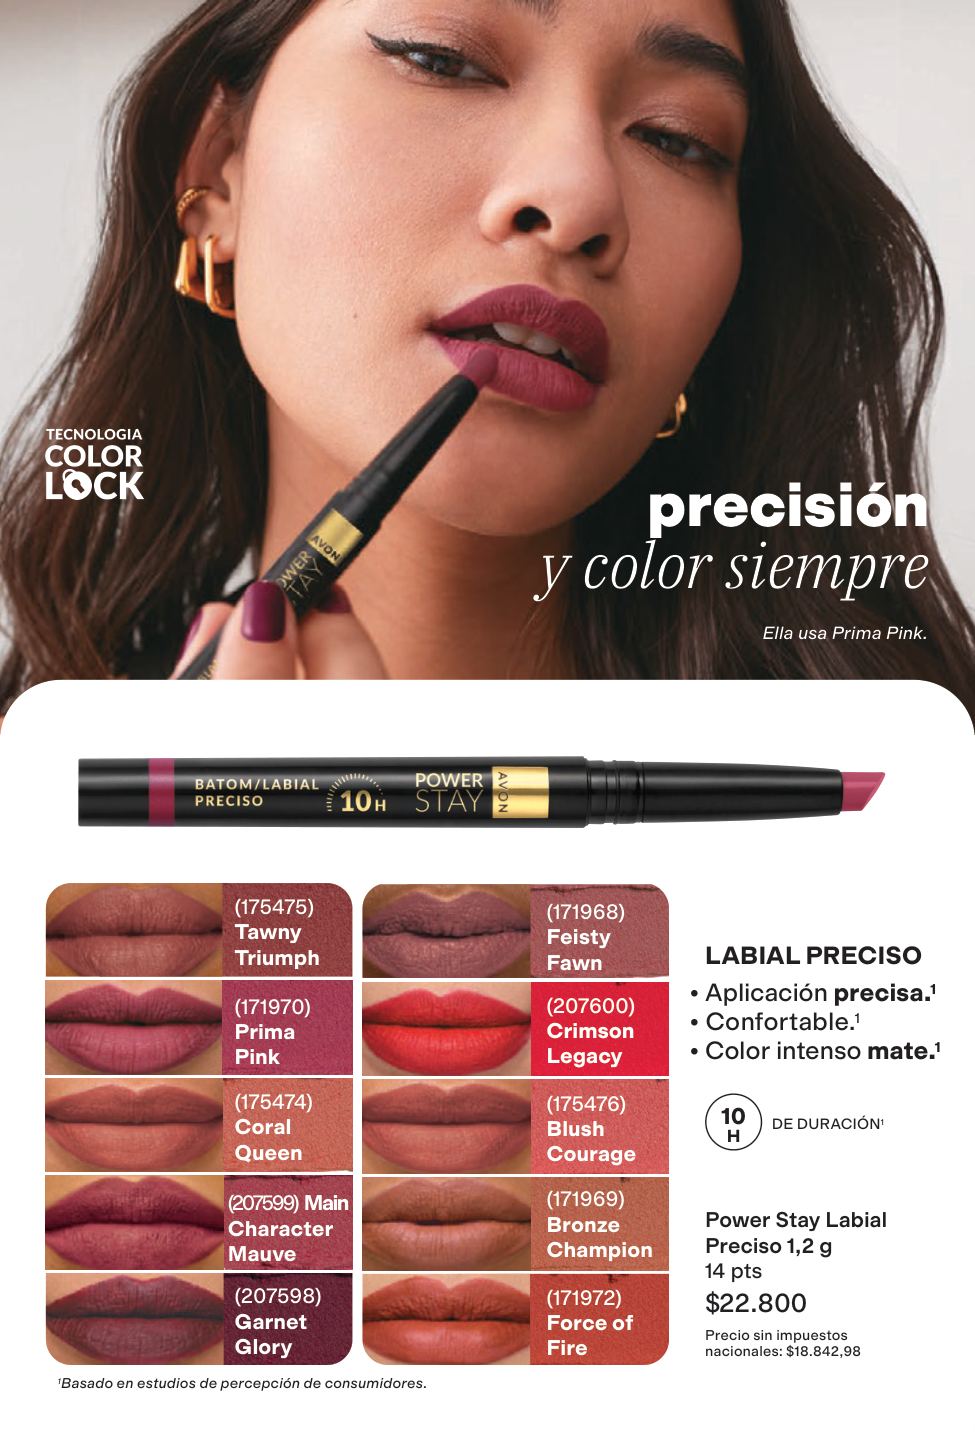 TECNOLOGIA
COLOR
LOCK
precisión
y color siempre
Ella usa Prima Pink.
AVON
POWER
STAY
BATOM/LABIAL
PRECISO
10H
POWER
STAY
AVON
(175475)
Tawny
Triumph
(171970)
Prima
Pink
(175474)
Coral
Queen
(207599) Main
Character
Mauve
(207598)
Garnet
Glory
(171968)
Feisty
Fawn
(207600)
Crimson
Legacy
(175476)
Blush
Courage
(171969)
Bronze
Champion
(171972)
Force of
Fire
LABIAL PRECISO
• Aplicación precisa.¹
• Confortable.¹
• Color intenso mate.¹
10
H
DE DURACIÓN¹
Power Stay Labial
Preciso 1,2 g
14 pts
$22.800
Precio sin impuestos
nacionales: $18.842,98
¹Basado en estudios de percepción de consumidores.